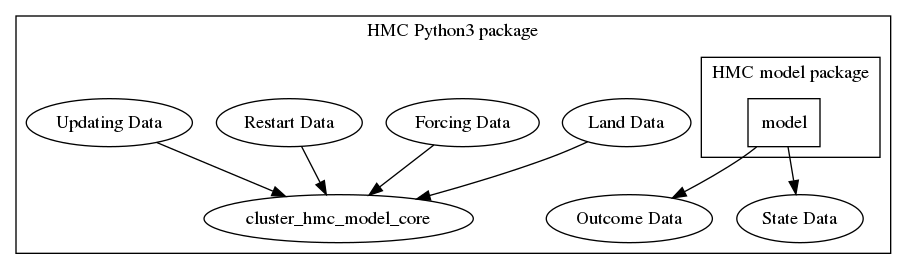 HMC Python3 package
HMC model package
Updating Data
Restart Data
Forcing Data
Land Data
model
cluster_hmc_model_core
Outcome Data
State Data